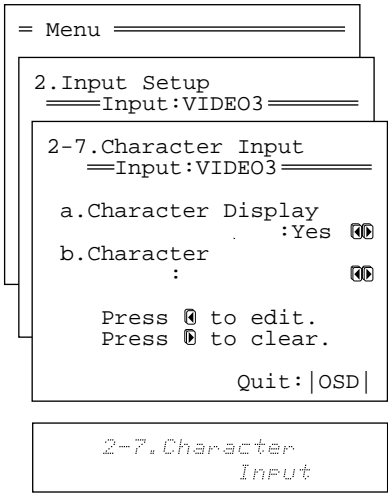 Menu
2.Input Setup
Input:VIDEO3
2-7.Character Input
Input:VIDEO3
a.Character Display
:Yes
b.Character
:
Press to edit.
Press to clear.
Quit:|OSD|
2-7.Character
Input